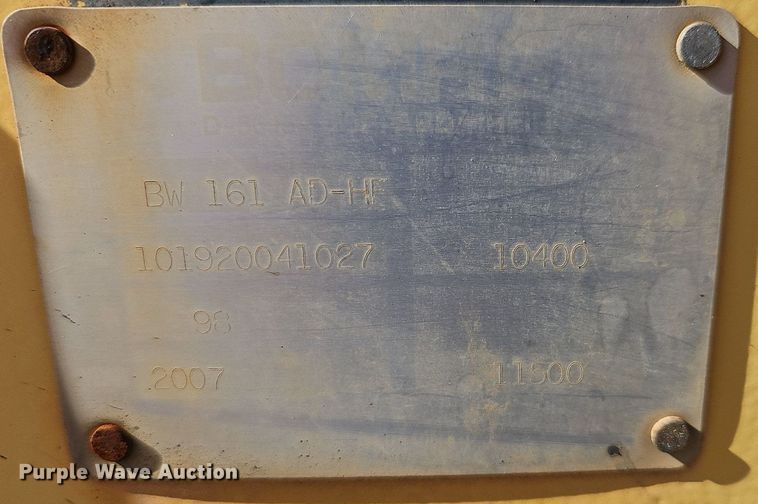 BW 161 AD-HF
101920041027 10400
98
2007 11500
Purple Wave Auction